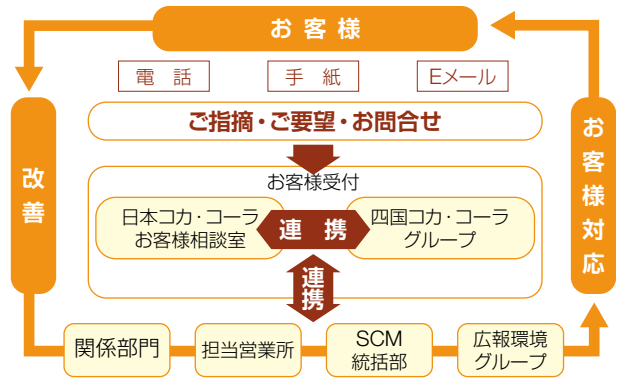 お客様
電話
手紙
Eメール
ご指摘・ご要望・お問合せ
改善
お客様対応
お客様受付
日本コカ・コーラ
お客様相談室
連携
四国コカ・コーラ
グループ
連携
関係部門
担当営業所
SCM
統括部
広報環境
グループ